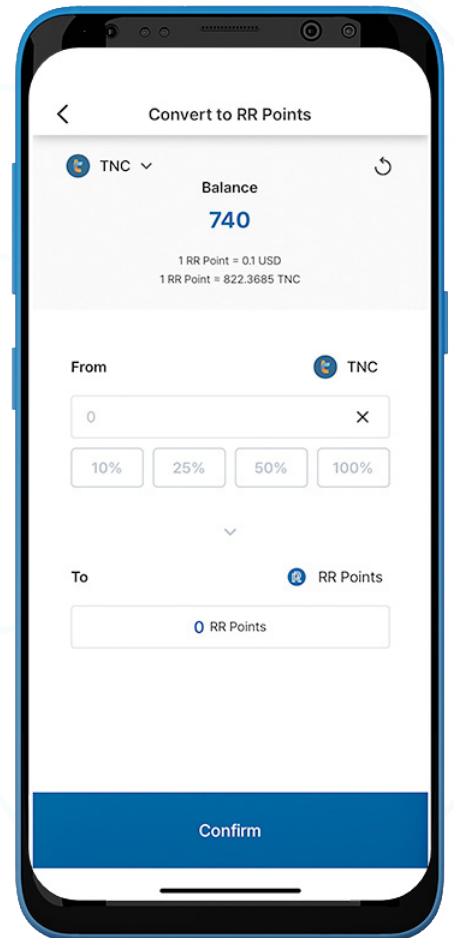 Convert to RR Points
TNC
Balance
740
1 RR Point = 0.1 USD
1 RR Point = 822.3685 TNC
From TNC
0
10% 25% 50% 100%
To RR Points
0 RR Points
Confirm